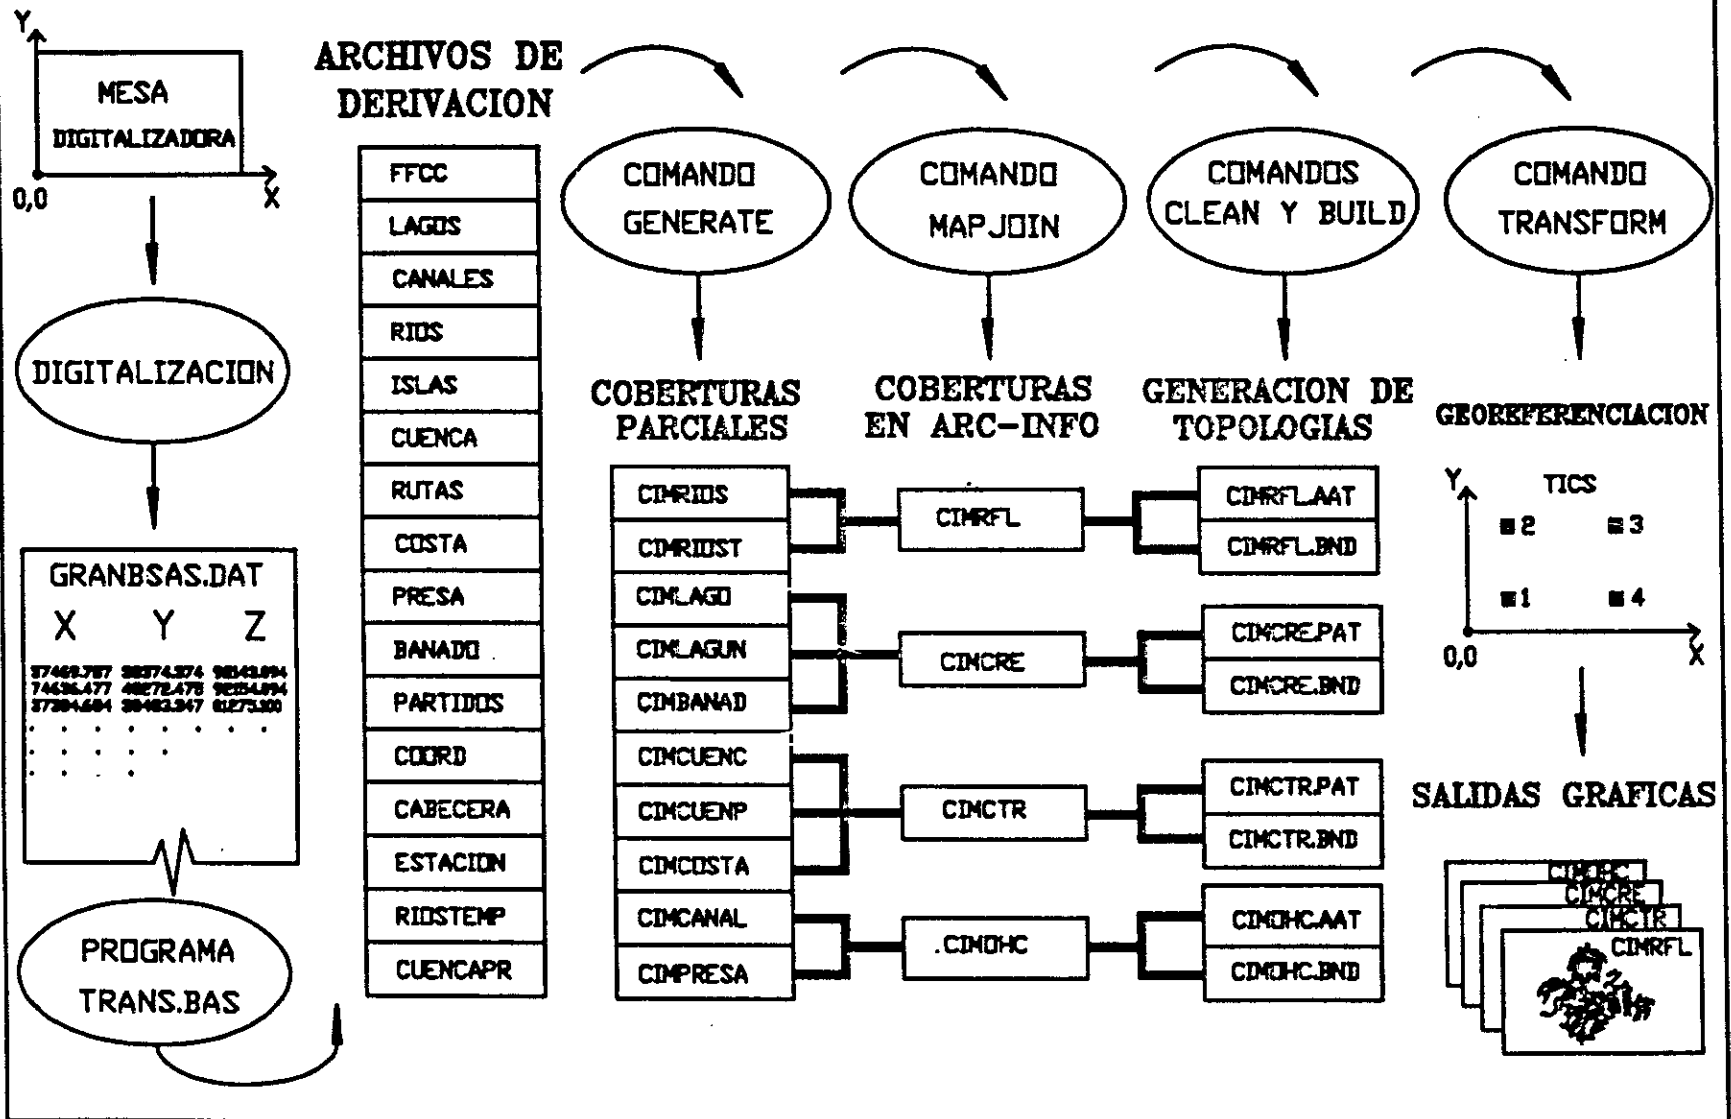 Y
MESA
DIGITALIZADORA
0,0
X
DIGITALIZACION
GRANBSAS.DAT
X Y Z
PROGRAMA
TRANS.BAS
ARCHIVOS DE
DERIVACION
FFCC
LAGOS
CANALES
RIOS
ISLAS
CUENCA
RUTAS
COSTA
PRESA
BANADO
PARTIDOS
COORD
CABECERA
ESTACION
RIOSTEMP
CUENCAPR
COMANDO
GENERATE
COBERTURAS
PARCIALES
CIMRIOS
CIMRIOST
CIMLAGO
CIMLAGUN
CIMBANAD
CIMCUENC
CIMCUENP
CIMCOSTA
CIMCANAL
CIMPRESA
COMANDO
MAPJOIN
COBERTURAS
EN ARC-INFO
CIMRFL
CIMCRE
CIMCTR
CIMOHC
COMANDOS
CLEAN Y BUILD
GENERACION DE
TOPOLOGIAS
CIMRFL.AAT
CIMRFL.BND
CIMCRE.PAT
CIMCRE.BND
CIMCTR.PAT
CIMCTR.BND
CIMOHC.AAT
CIMOHC.BND
COMANDO
TRANSFORM
GEOREFERENCIACION
Y
TICS
2 3
1 4
0,0
X
SALIDAS GRAFICAS
CIMOHC
CIMCRE
CIMCTR
CIMRFL